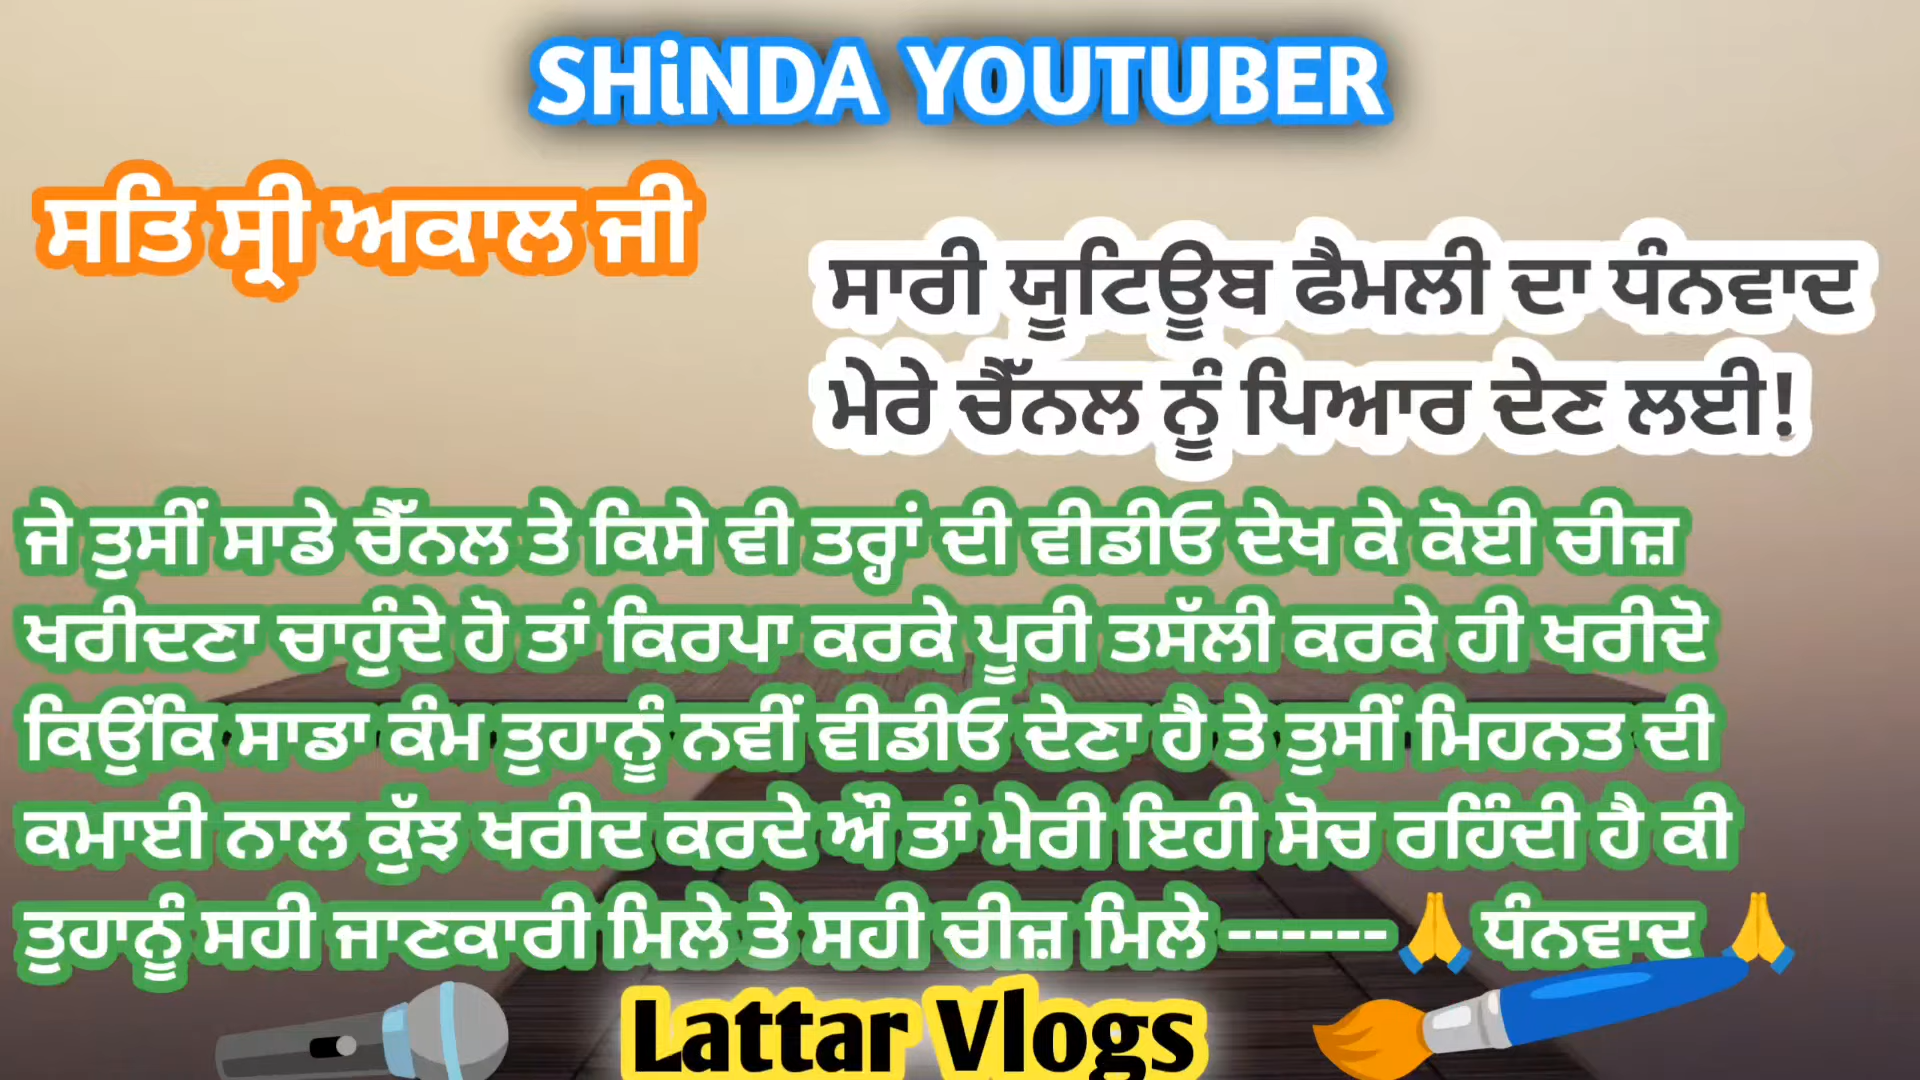 SHiNDA YOUTUBER
ਸਤਿ ਸ੍ਰੀ ਅਕਾਲ ਜੀ
ਸਾਰੀ ਯੂਟਿਊਬ ਫੈਮਲੀ ਦਾ ਧੰਨਵਾਦ
ਮੇਰੇ ਚੈੱਨਲ ਨੂੰ ਪਿਆਰ ਦੇਣ ਲਈ!
ਜੇ ਤੁਸੀਂ ਸਾਡੇ ਚੈੱਨਲ ਤੇ ਕਿਸੇ ਵੀ ਤਰ੍ਹਾਂ ਦੀ ਵੀਡੀਓ ਦੇਖ ਕੇ ਕੋਈ ਚੀਜ਼
ਖਰੀਦਣਾ ਚਾਹੁੰਦੇ ਹੋ ਤਾਂ ਕਿਰਪਾ ਕਰਕੇ ਪੂਰੀ ਤਸੱਲੀ ਕਰਕੇ ਹੀ ਖਰੀਦੋ
ਕਿਉਂਕਿ ਸਾਡਾ ਕੰਮ ਤੁਹਾਨੂੰ ਨਵੀਂ ਵੀਡੀਓ ਦੇਣਾ ਹੈ ਤੇ ਤੁਸੀਂ ਮਿਹਨਤ ਦੀ
ਕਮਾਈ ਨਾਲ ਕੁੱਝ ਖਰੀਦ ਕਰਦੇ ਔ ਤਾਂ ਮੇਰੀ ਇਹੀ ਸੋਚ ਰਹਿੰਦੀ ਹੈ ਕੀ
ਤੁਹਾਨੂੰ ਸਹੀ ਜਾਣਕਾਰੀ ਮਿਲੇ ਤੇ ਸਹੀ ਚੀਜ਼ ਮਿਲੇ ------🙏 ਧੰਨਵਾਦ 🙏
Lattar Vlogs